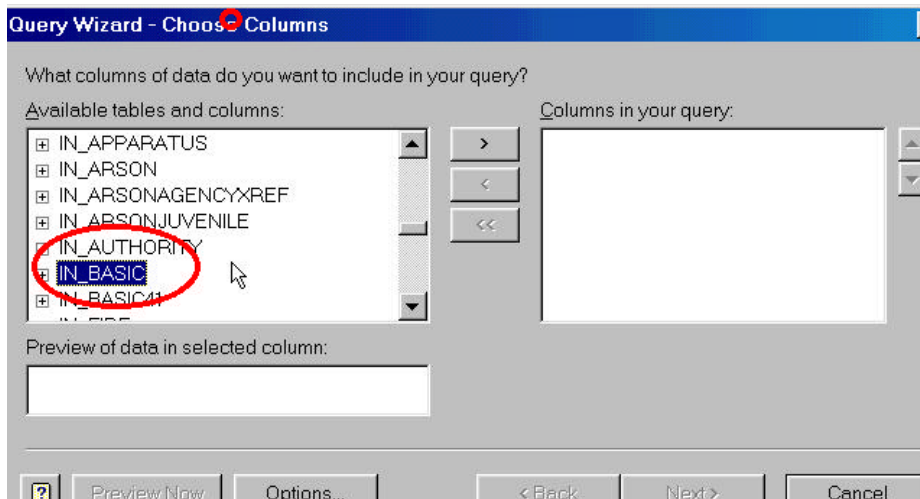 Query Wizard - Choose Columns
What columns of data do you want to include in your query?
Available tables and columns:
Columns in your query:
IN_APPARATUS
IN_ARSON
IN_ARSONAGENCYXREF
IN_ARSONJUVENILE
IN_AUTHORITY
IN_BASIC
IN_BASIC41
IN_FIRE
>
<
<<
Preview of data in selected column:
? Preview Now Options... < Back Next > Cancel